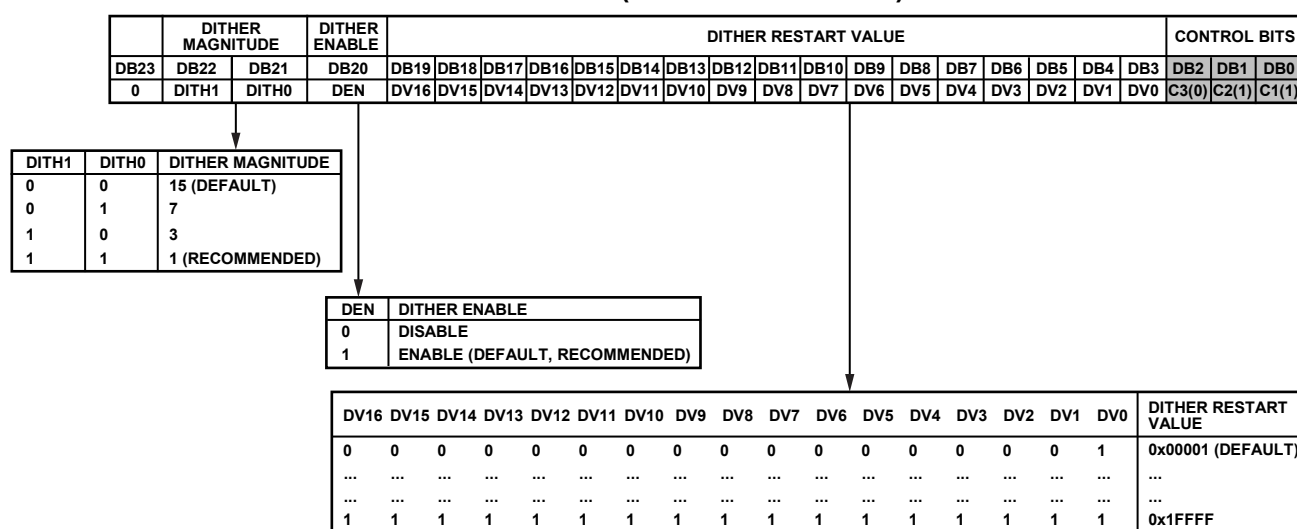 DITHER MAGNITUDE DITHER ENABLE DITHER RESTART VALUE CONTROL BITS
DB23 DB22 DB21 DB20 DB19 DB18 DB17 DB16 DB15 DB14 DB13 DB12 DB11 DB10 DB9 DB8 DB7 DB6 DB5 DB4 DB3 DB2 DB1 DB0
0 DITH1 DITH0 DEN DV16 DV15 DV14 DV13 DV12 DV11 DV10 DV9 DV8 DV7 DV6 DV5 DV4 DV3 DV2 DV1 DV0 C3(0) C2(1) C1(1)
DITH1 DITH0 DITHER MAGNITUDE
0 0 15 (DEFAULT)
0 1 7
1 0 3
1 1 1 (RECOMMENDED)
DEN DITHER ENABLE
0 DISABLE
1 ENABLE (DEFAULT, RECOMMENDED)
DV16 DV15 DV14 DV13 DV12 DV11 DV10 DV9 DV8 DV7 DV6 DV5 DV4 DV3 DV2 DV1 DV0 DITHER RESTART VALUE
0 0 0 0 0 0 0 0 0 0 0 0 0 0 0 0 1 0x00001 (DEFAULT)
... ... ... ... ... ... ... ... ... ... ... ... ... ... ... ... ... ...
... ... ... ... ... ... ... ... ... ... ... ... ... ... ... ... ... ...
1 1 1 1 1 1 1 1 1 1 1 1 1 1 1 1 1 0x1FFFF